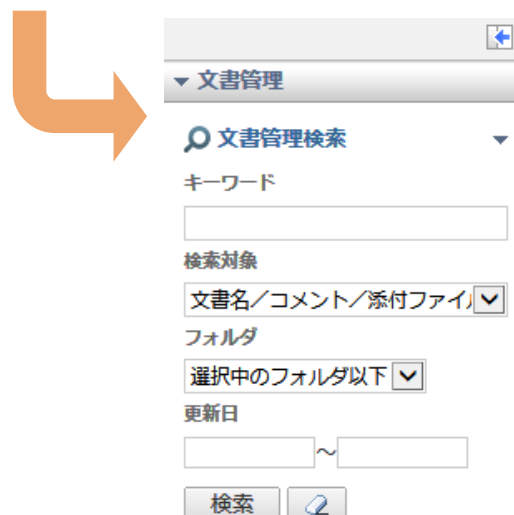 文書管理
文書管理検索
キーワード
検索対象
文書名／コメント／添付ファイ
フォルダ
選択中のフォルダ以下
更新日
～
検索